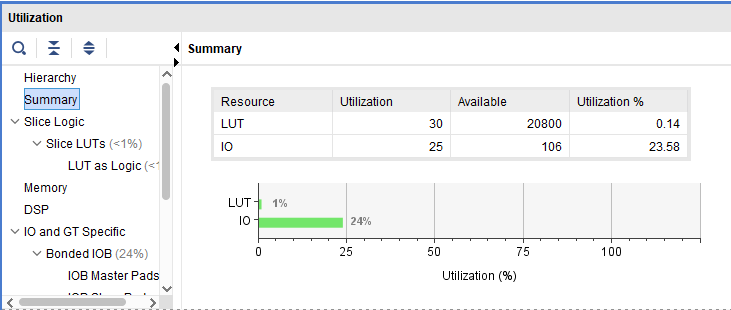 Utilization
Summary
Hierarchy
Summary
Slice Logic
Slice LUTs (<1%)
LUT as Logic (<1
Memory
DSP
IO and GT Specific
Bonded IOB (24%)
IOB Master Pads
Resource Utilization Available Utilization %
LUT 30 20800 0.14
IO 25 106 23.58
LUT 1%
IO 24%
0 25 50 75 100
Utilization (%)